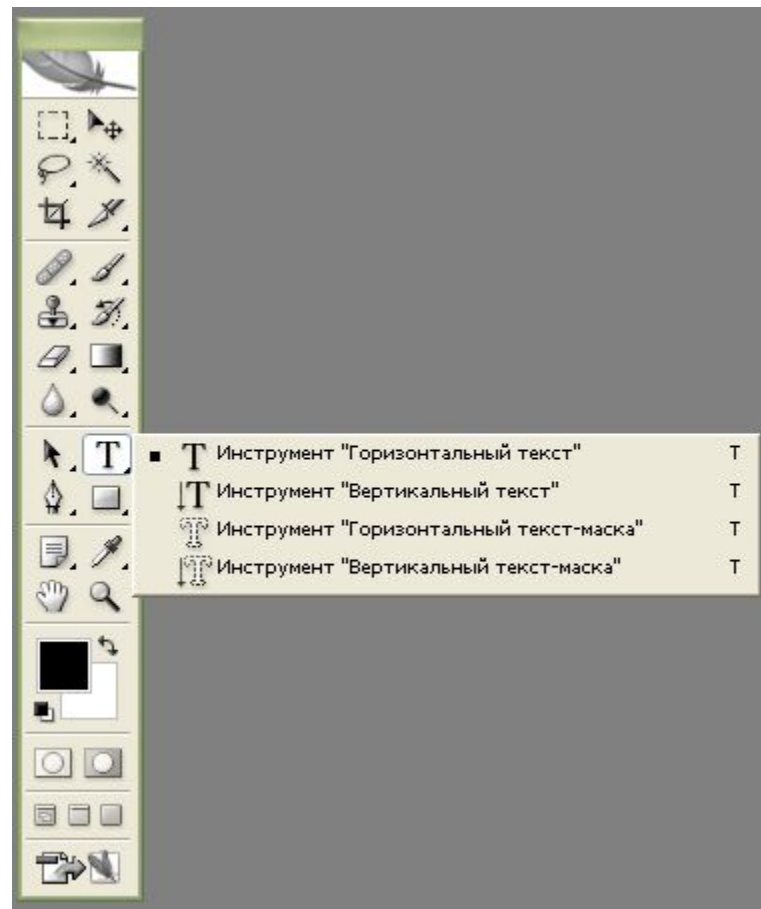 T Инструмент "Горизонтальный текст" T
T Инструмент "Вертикальный текст" T
T Инструмент "Горизонтальный текст-маска" T
T Инструмент "Вертикальный текст-маска" T